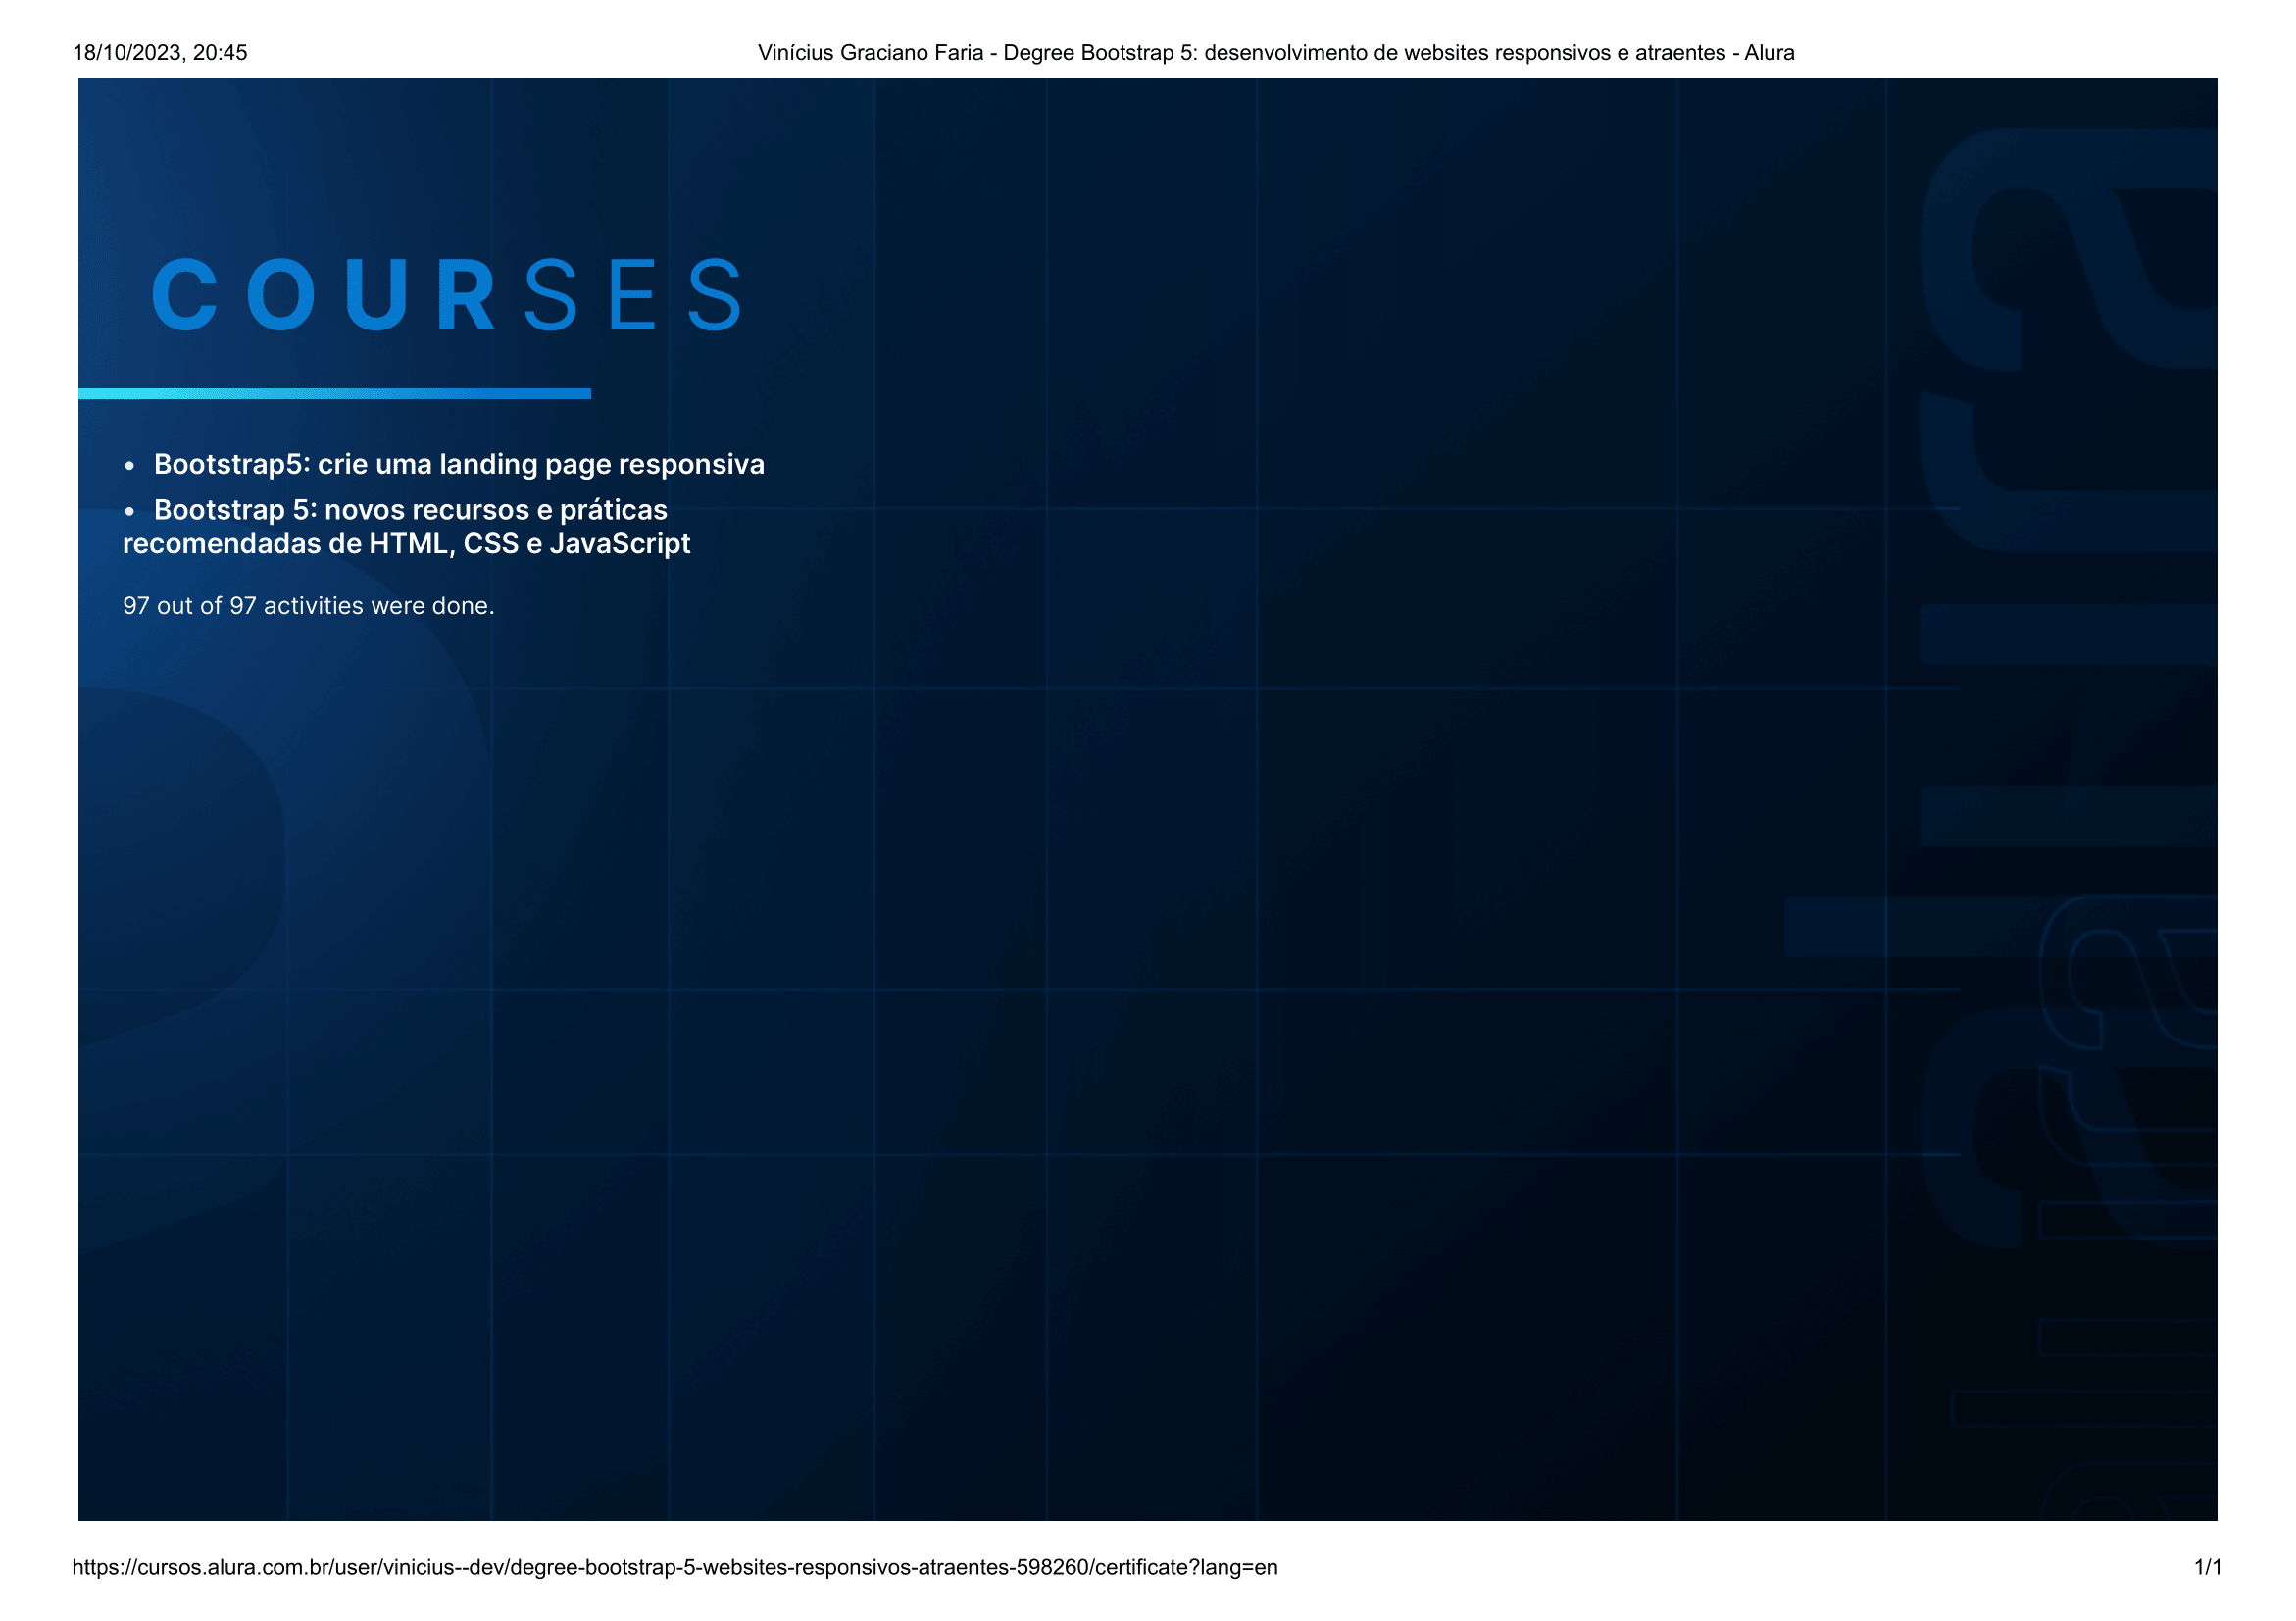 18/10/2023, 20:45
Vinícius Graciano Faria - Degree Bootstrap 5: desenvolvimento de websites responsivos e atraentes - Alura
COURSES
• Bootstrap5: crie uma landing page responsiva
• Bootstrap 5: novos recursos e práticas
recomendadas de HTML, CSS e JavaScript
97 out of 97 activities were done.
alura
alura
https://cursos.alura.com.br/user/vinicius--dev/degree-bootstrap-5-websites-responsivos-atraentes-598260/certificate?lang=en
1/1